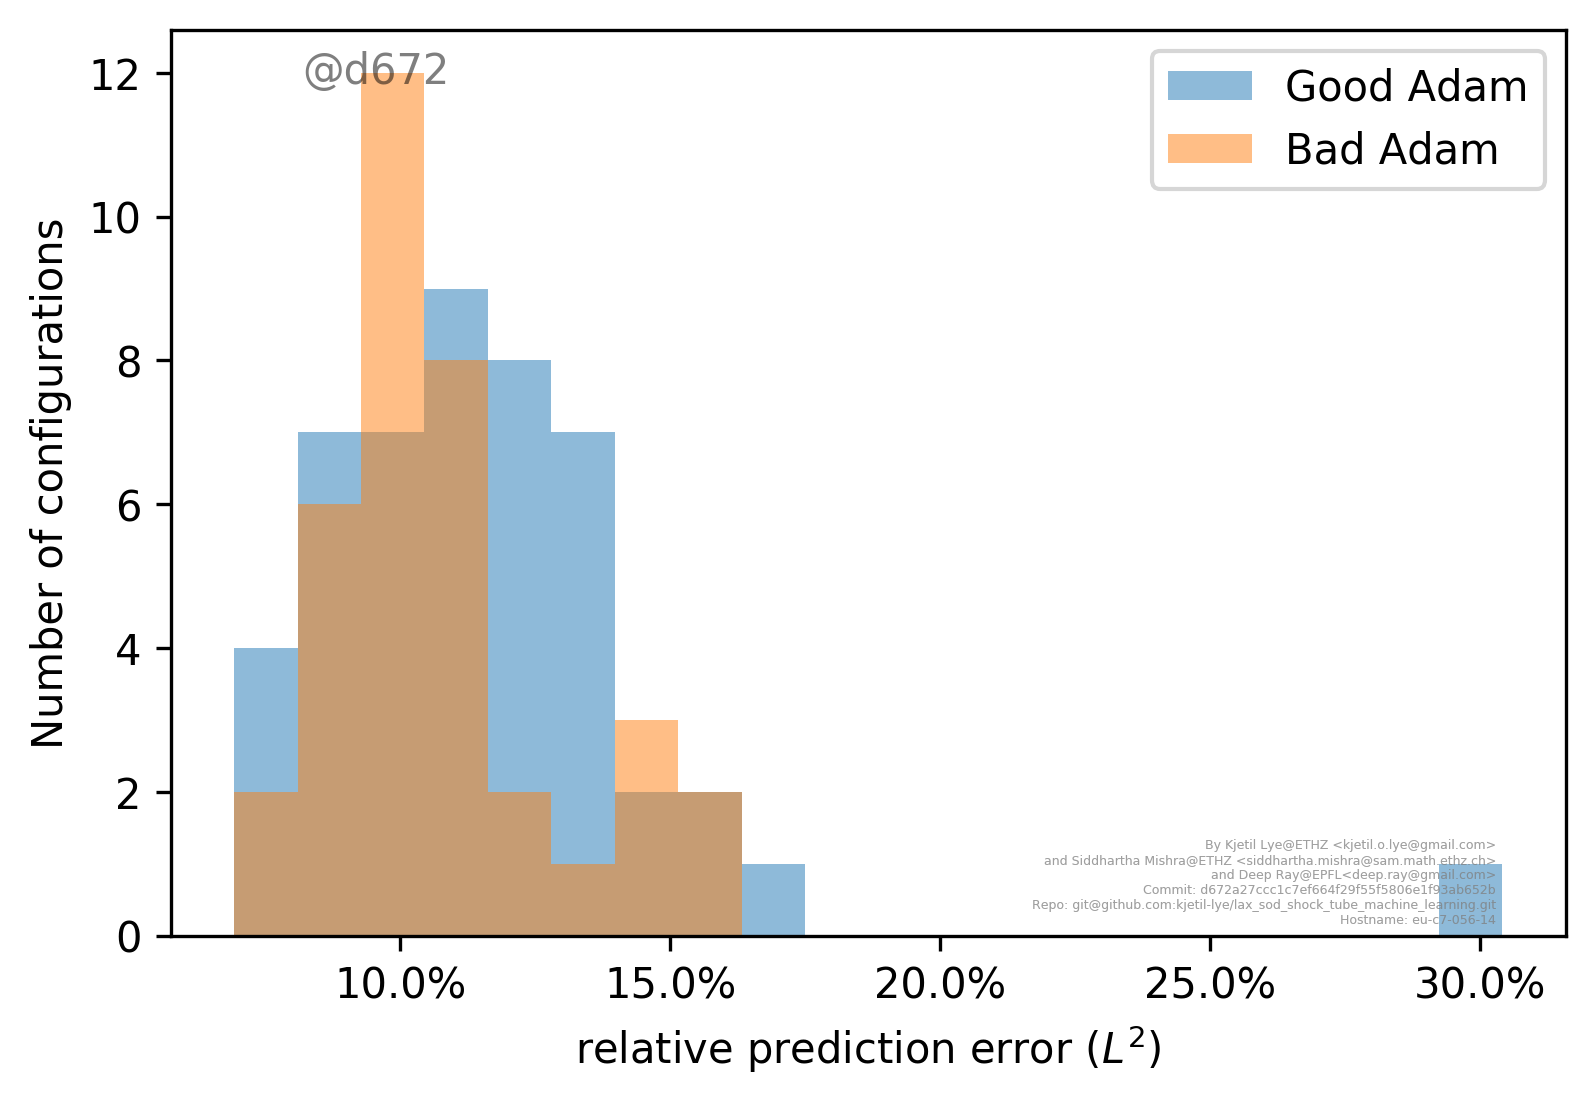 @d672
Good Adam
Bad Adam
12
10
8
6
4
2
0
Number of configurations
By Kjetil Lye@ETHZ <kjetil.o.lye@gmail.com>
and Siddhartha Mishra@ETHZ <siddhartha.mishra@sam.math.ethz.ch>
and Deep Ray@EPFL<deep.ray@gmail.com>
Commit: d672a27ccc1c7ef664f29f55f5806e1f93ab652b
Repo: git@github.com:kjetil-lye/lax_sod_shock_tube_machine_learning.git
Hostname: eu-c7-056-14
10.0% 15.0% 20.0% 25.0% 30.0%
relative prediction error (L²)